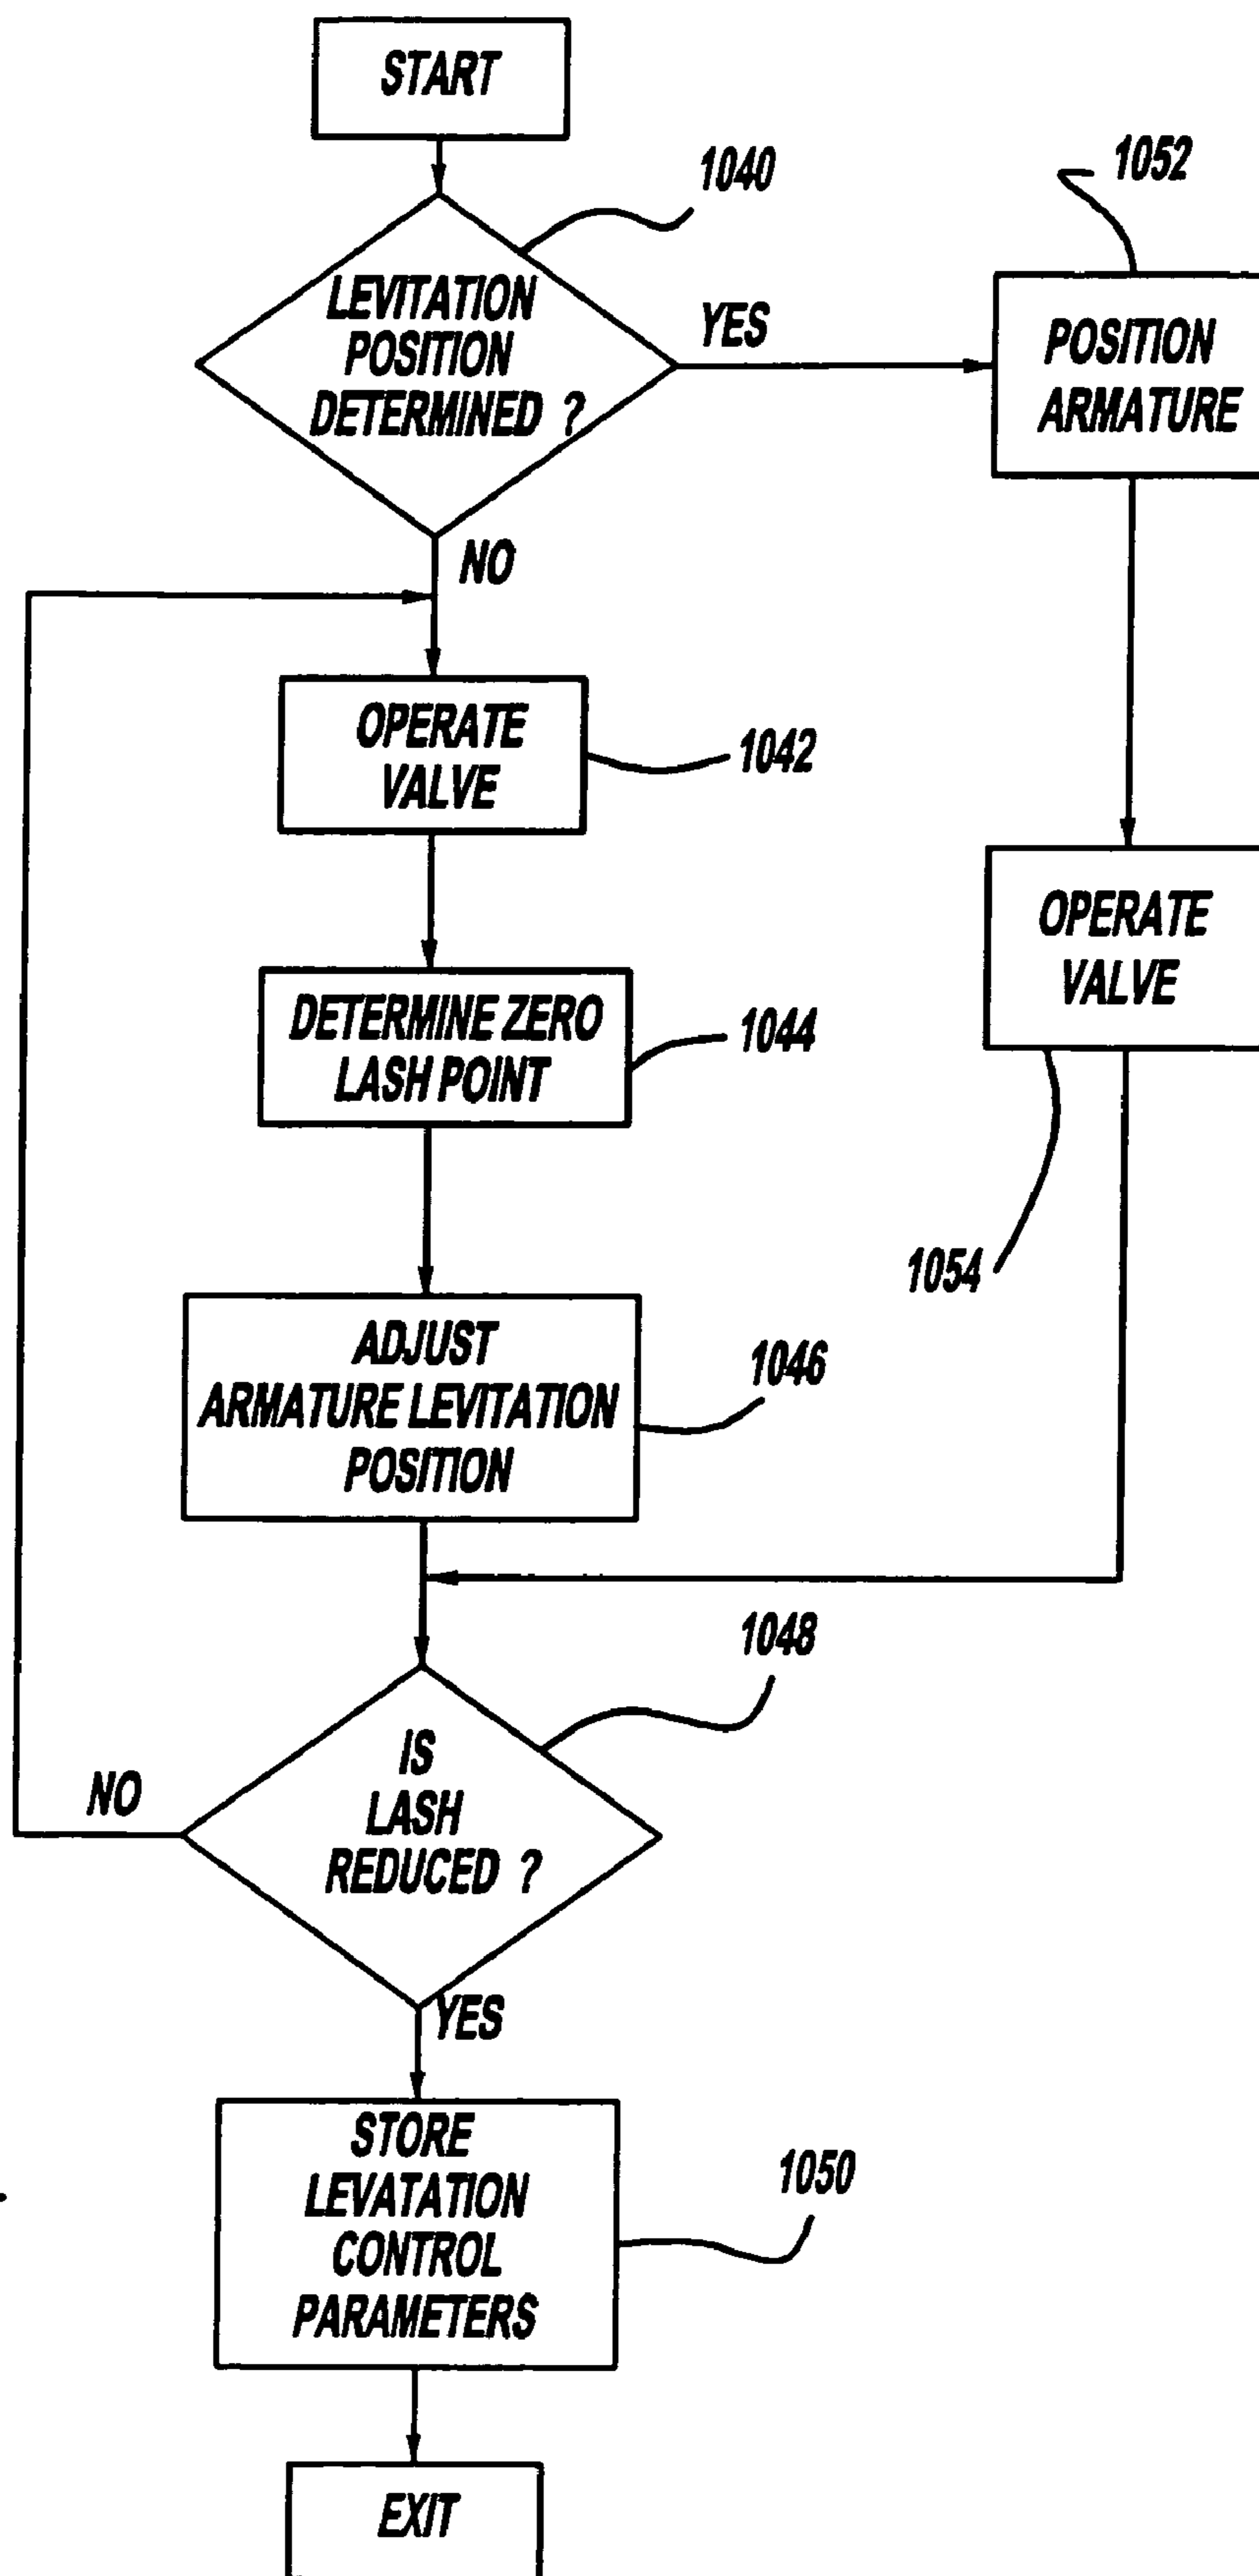 START
1040
1052
LEVITATION
POSITION
DETERMINED ?
YES
POSITION
ARMATURE
NO
OPERATE
VALVE
1042
OPERATE
VALVE
DETERMINE ZERO
LASH POINT
1044
1054
ADJUST
ARMATURE LEVITATION
POSITION
1046
1048
IS
LASH
REDUCED ?
NO
YES
STORE
LEVATATION
CONTROL
PARAMETERS
1050
EXIT